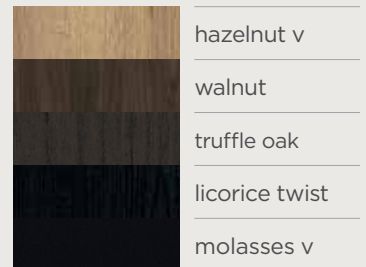 hazelnut v
walnut
truffle oak
licorice twist
molasses v